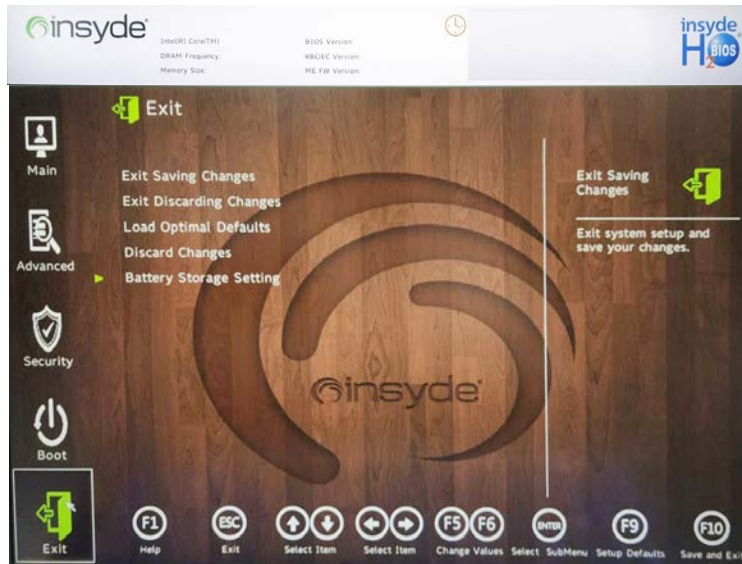 insyde
Intel(R) Core(TM)
DRAM Frequency:
Memory Size:
BIOS Version:
KBC/EC Version:
ME FW Version:
insyde
H2O BIOS
Exit
Main
Advanced
Security
Boot
Exit
Exit Saving Changes
Exit Discarding Changes
Load Optimal Defaults
Discard Changes
Battery Storage Setting
Exit Saving
Changes
Exit system setup and
save your changes.
insyde
F1
Help
ESC
Exit
Select Item
Select Item
F5 F6
Change Values
ENTER
Select SubMenu
F9
Setup Defaults
F10
Save and Exit